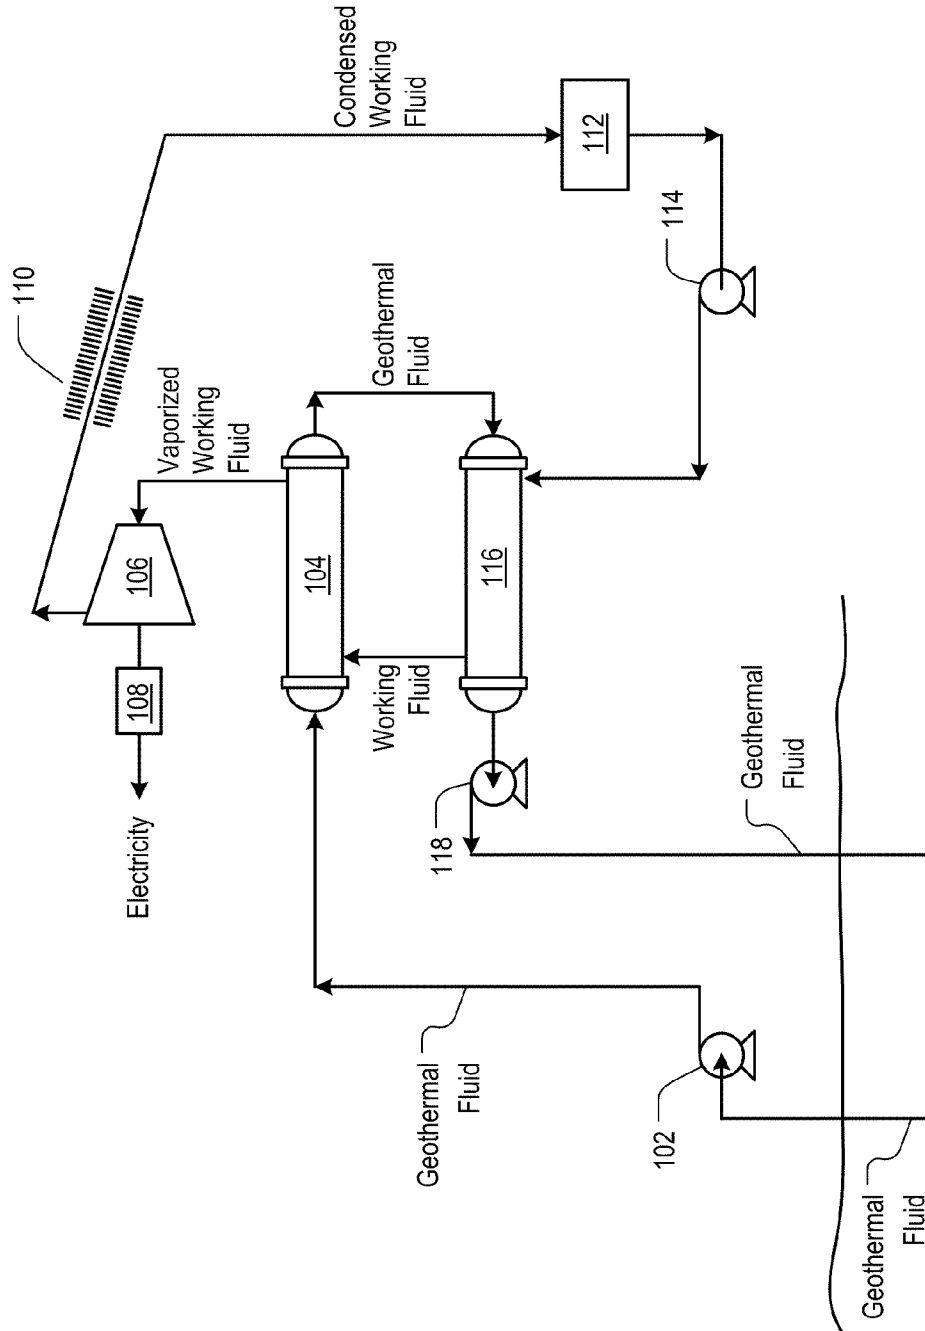 110
Condensed
Working
Fluid
Vaporized
Working
Fluid
106
108
Electricity
112
114
Geothermal
Fluid
104
116
Working
Fluid
118
Geothermal
Fluid
Geothermal
Fluid
102
Geothermal
Fluid